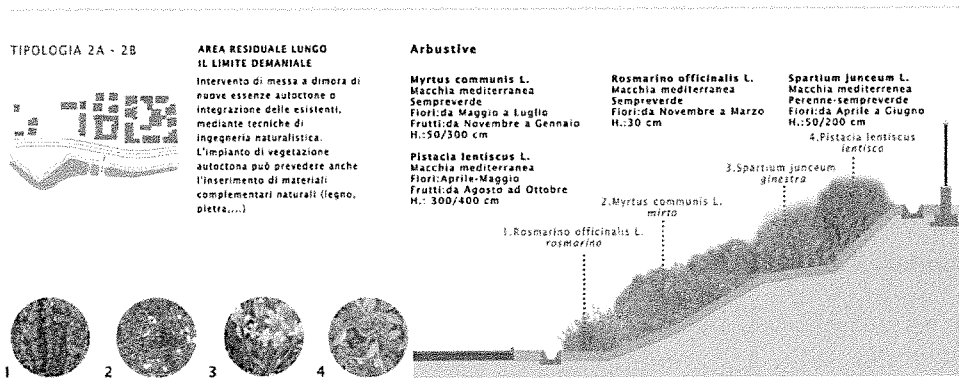 TIPOLOGIA 2A - 2B
AREA RESIDUALE LUNGO
IL LIMITE DEMANIALE
Intervento di messa a dimora di
nuove essenze autoctone o
integrazione delle esistenti,
mediante tecniche di
ingegneria naturalistica.
L'impianto di vegetazione
autoctona può prevedere anche
l'inserimento di materiali
complementari naturali (legno,
pietra,...)
Arbustive
Myrtus communis L.
Macchia mediterranea
Sempreverde
Fiori:da Maggio a Luglio
Frutti:da Novembre a Gennaio
H.:50/300 cm
Pistacia lentiscus L.
Macchia mediterranea
Fiori:Aprile-Maggio
Frutti:da Agosto ad Ottobre
H.: 300/400 cm
Rosmarino officinalis L.
Macchia mediterranea
Sempreverde
Fiori:da Novembre a Marzo
H.:30 cm
Spartium junceum L.
Macchia mediterrenea
Perenne-sempreverde
Fiori:da Aprile a Giugno
H.:50/200 cm
4.Pistacia lentiscus
lentisco
3.Spartium junceum
ginestra
2.Myrtus communis L.
mirto
1.Rosmarino officinalis L.
rosmarino
1
2
3
4